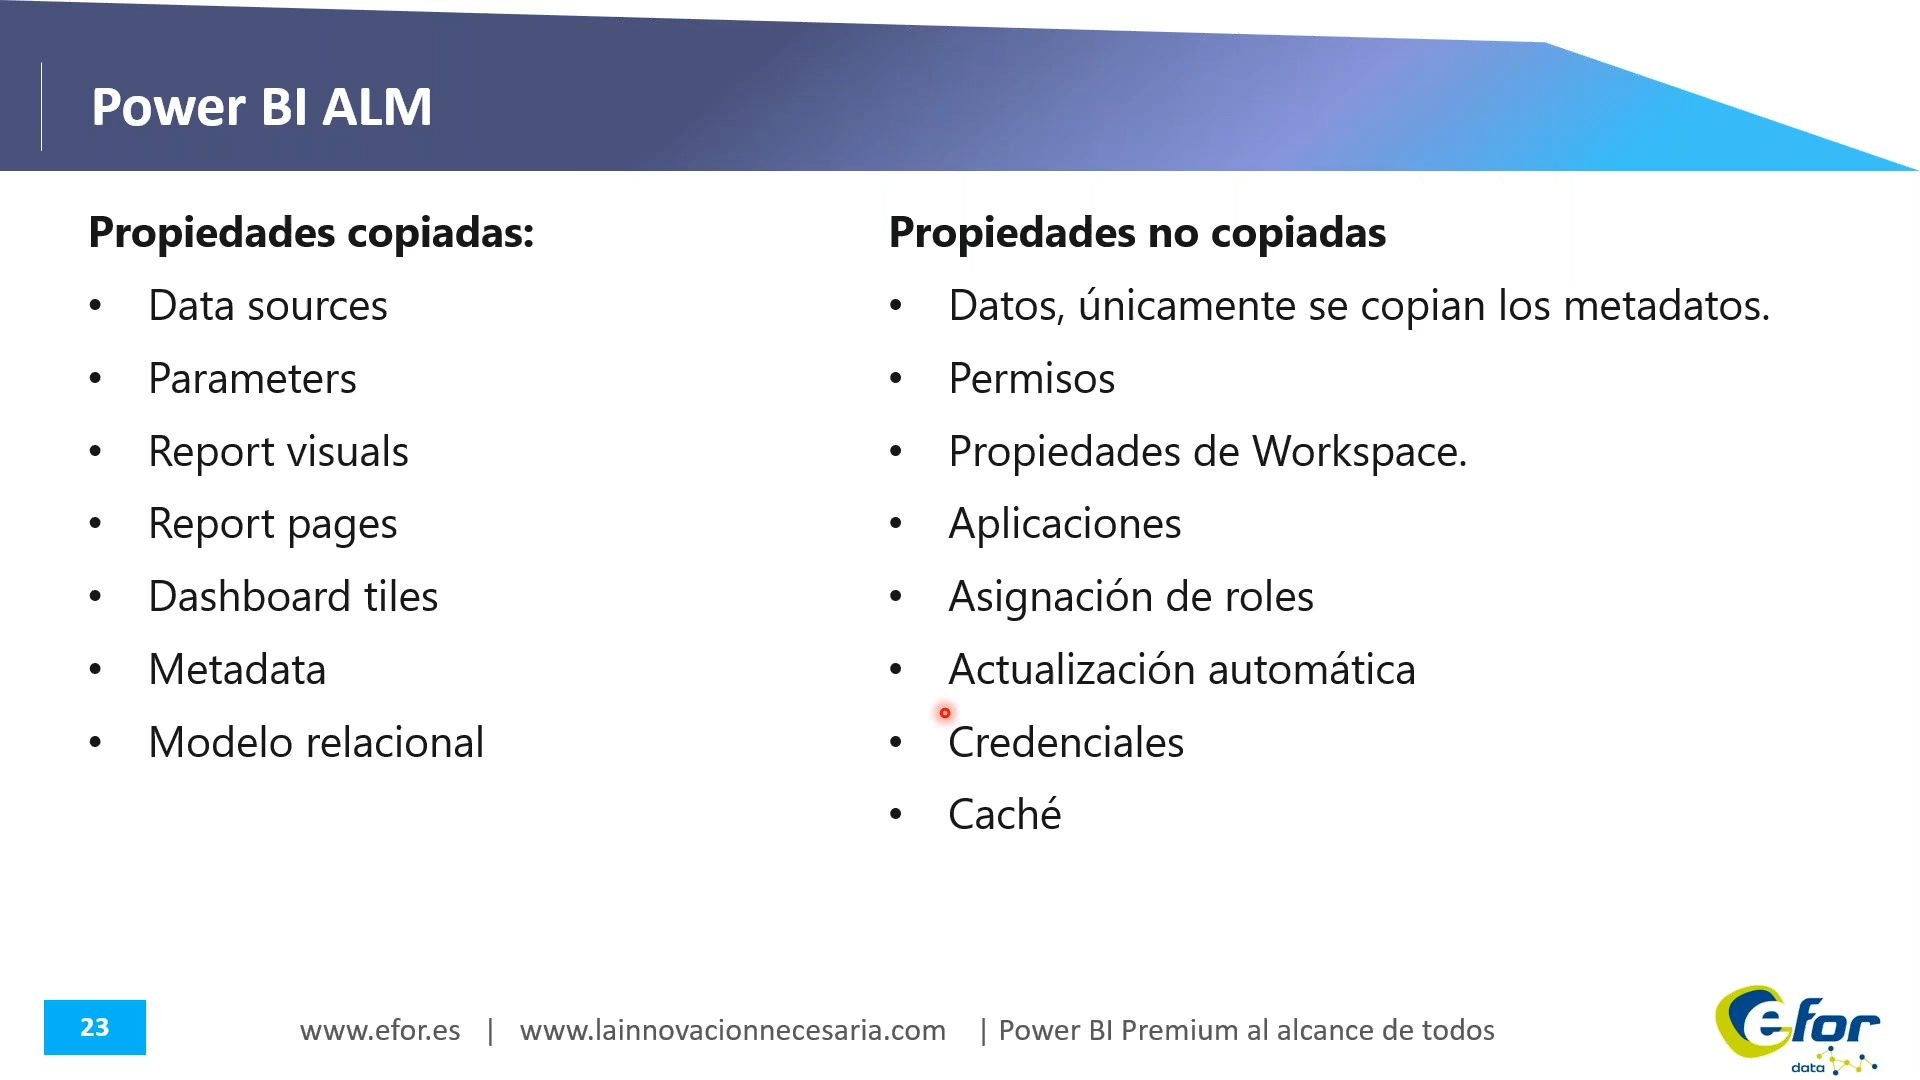 Power BI ALM
Propiedades copiadas:
• Data sources
• Parameters
• Report visuals
• Report pages
• Dashboard tiles
• Metadata
• Modelo relacional
Propiedades no copiadas
• Datos, únicamente se copian los metadatos.
• Permisos
• Propiedades de Workspace.
• Aplicaciones
• Asignación de roles
• Actualización automática
• Credenciales
• Caché
23
www.efor.es | www.lainnovacionnecesaria.com | Power BI Premium al alcance de todos
efor
data